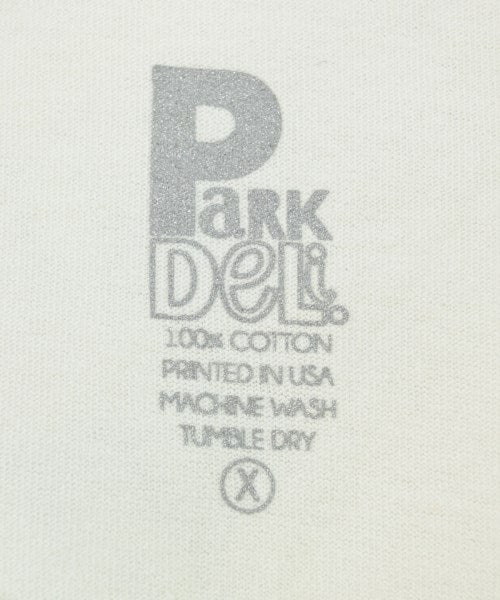 PARK
DELi.
100% COTTON
PRINTED IN USA
MACHINE WASH
TUMBLE DRY
X